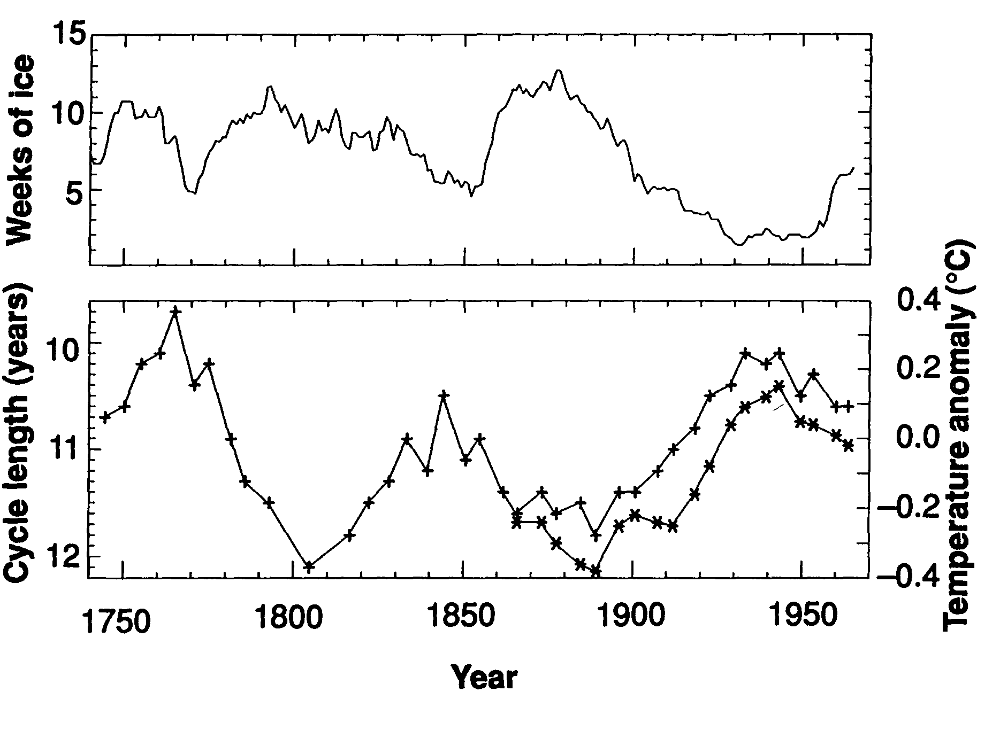 Weeks of ice
15
10
5
Cycle length (years)
10
11
12
Temperature anomaly (°C)
0.4
0.2
0.0
−0.2
−0.4
1750 1800 1850 1900 1950
Year